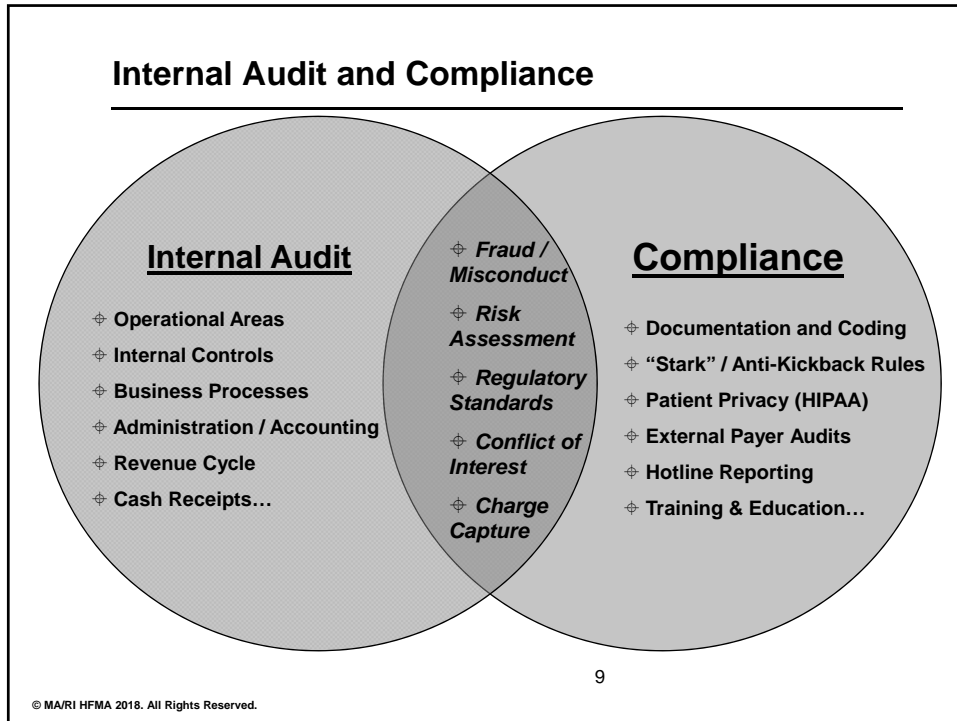 Internal Audit and Compliance
Internal Audit
Operational Areas
Internal Controls
Business Processes
Administration / Accounting
Revenue Cycle
Cash Receipts…
Fraud /
Misconduct
Risk
Assessment
Regulatory
Standards
Conflict of
Interest
Charge
Capture
Compliance
Documentation and Coding
“Stark” / Anti-Kickback Rules
Patient Privacy (HIPAA)
External Payer Audits
Hotline Reporting
Training & Education…
9
© MA/RI HFMA 2018. All Rights Reserved.